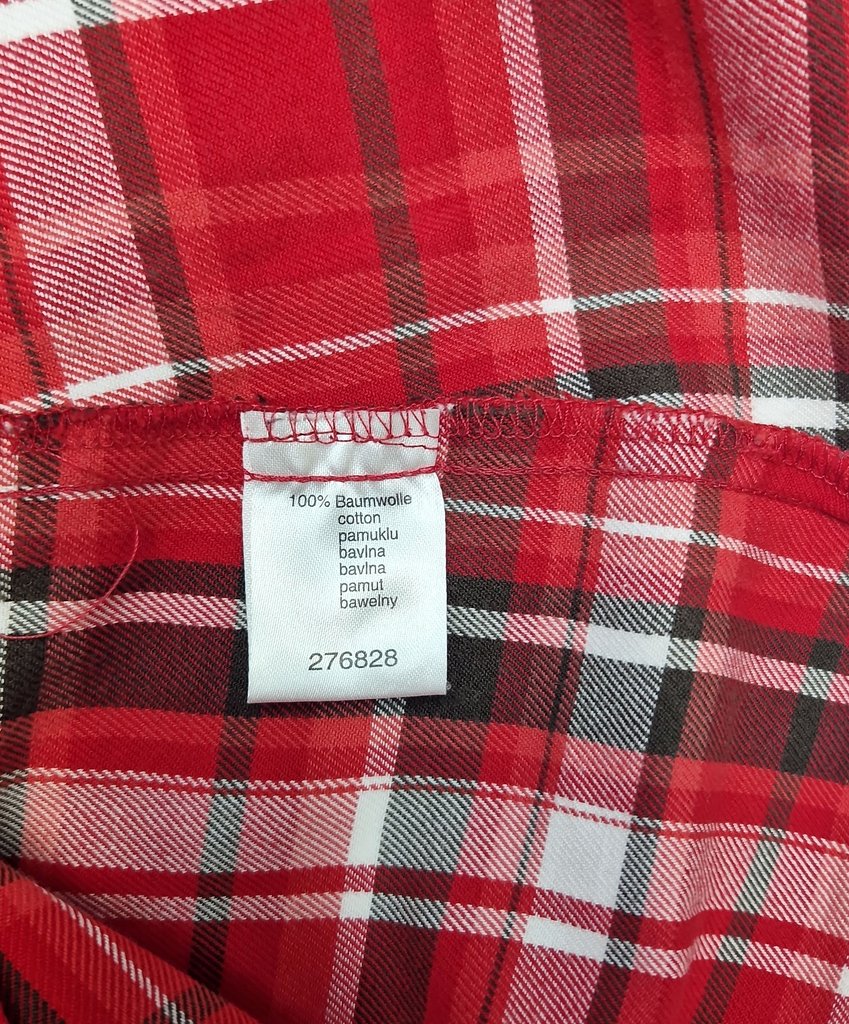 100% Baumwolle
cotton
pamuklu
bavlna
bavlna
pamut
bawelny
276828